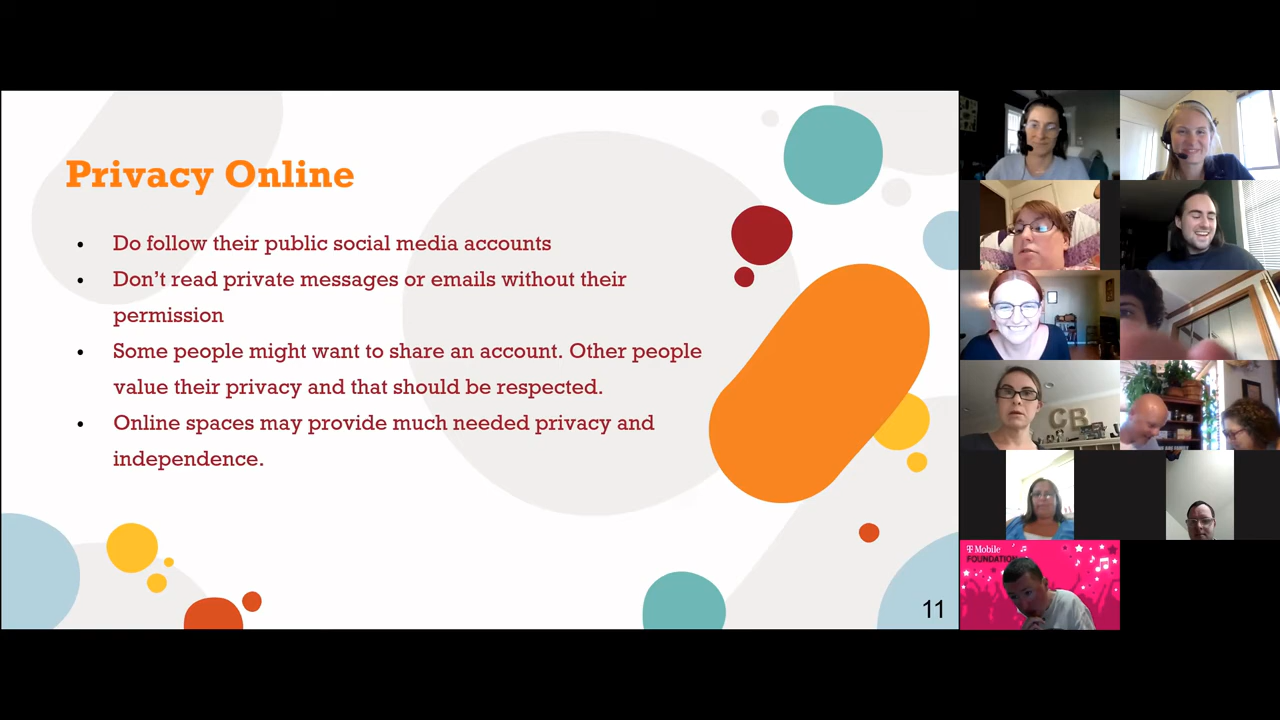 Privacy Online
• Do follow their public social media accounts
• Don't read private messages or emails without their
permission
• Some people might want to share an account. Other people
value their privacy and that should be respected.
• Online spaces may provide much needed privacy and
independence.
11
CB
T Mobile
FOUNDATION